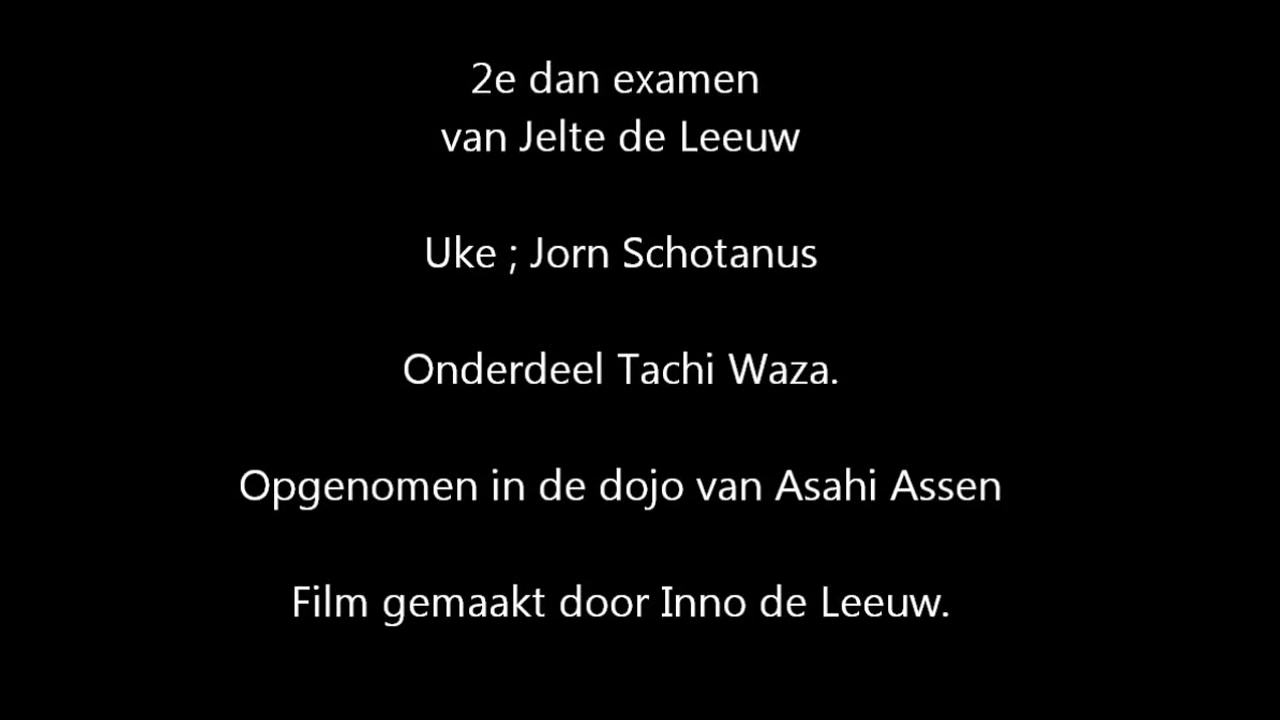 2e dan examen
van Jelte de Leeuw
Uke ; Jorn Schotanus
Onderdeel Tachi Waza.
Opgenomen in de dojo van Asahi Assen
Film gemaakt door Inno de Leeuw.